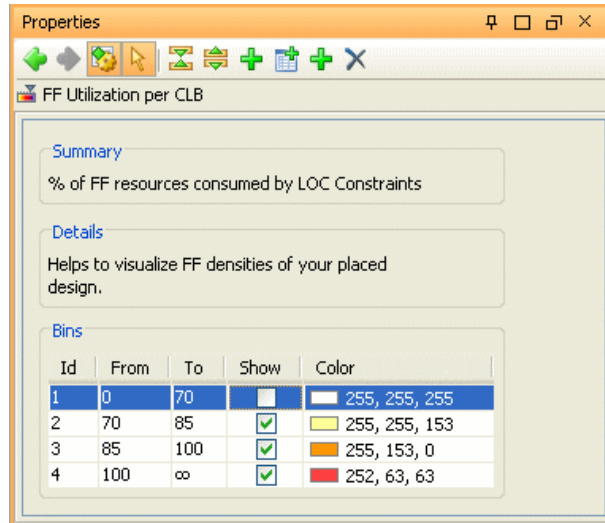 Properties
FF Utilization per CLB
Summary
% of FF resources consumed by LOC Constraints
Details
Helps to visualize FF densities of your placed
design.
Bins
Id From To Show Color
1 0 70 255, 255, 255
2 70 85 255, 255, 153
3 85 100 255, 153, 0
4 100 ∞ 252, 63, 63